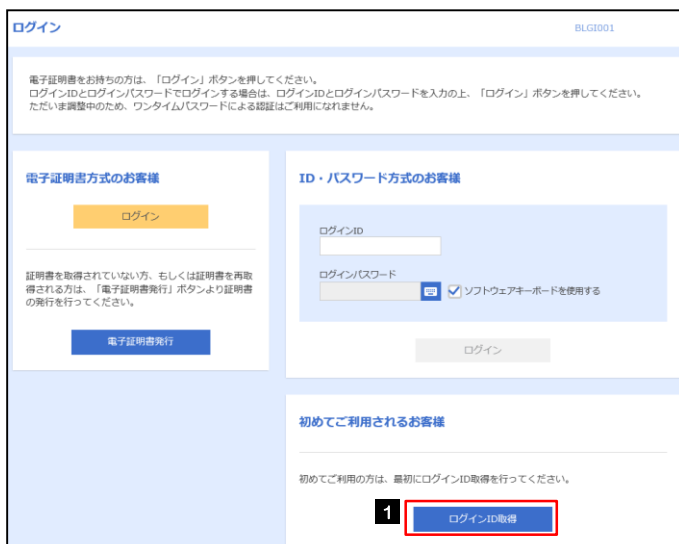 ログイン
BLGI001
電子証明書をお持ちの方は、「ログイン」ボタンを押してください。
ログインIDとログインパスワードでログインする場合は、ログインIDとログインパスワードを入力の上、「ログイン」ボタンを押してください。
ただいま調整中のため、ワンタイムパスワードによる認証はご利用になれません。
電子証明書方式のお客様
ログイン
証明書を取得されていない方、もしくは証明書を再取
得される方は、「電子証明書発行」ボタンより証明書
の発行を行ってください。
電子証明書発行
ID・パスワード方式のお客様
ログインID
ログインパスワード
ソフトウェアキーボードを使用する
ログイン
初めてご利用されるお客様
初めてご利用の方は、最初にログインID取得を行ってください。
1
ログインID取得